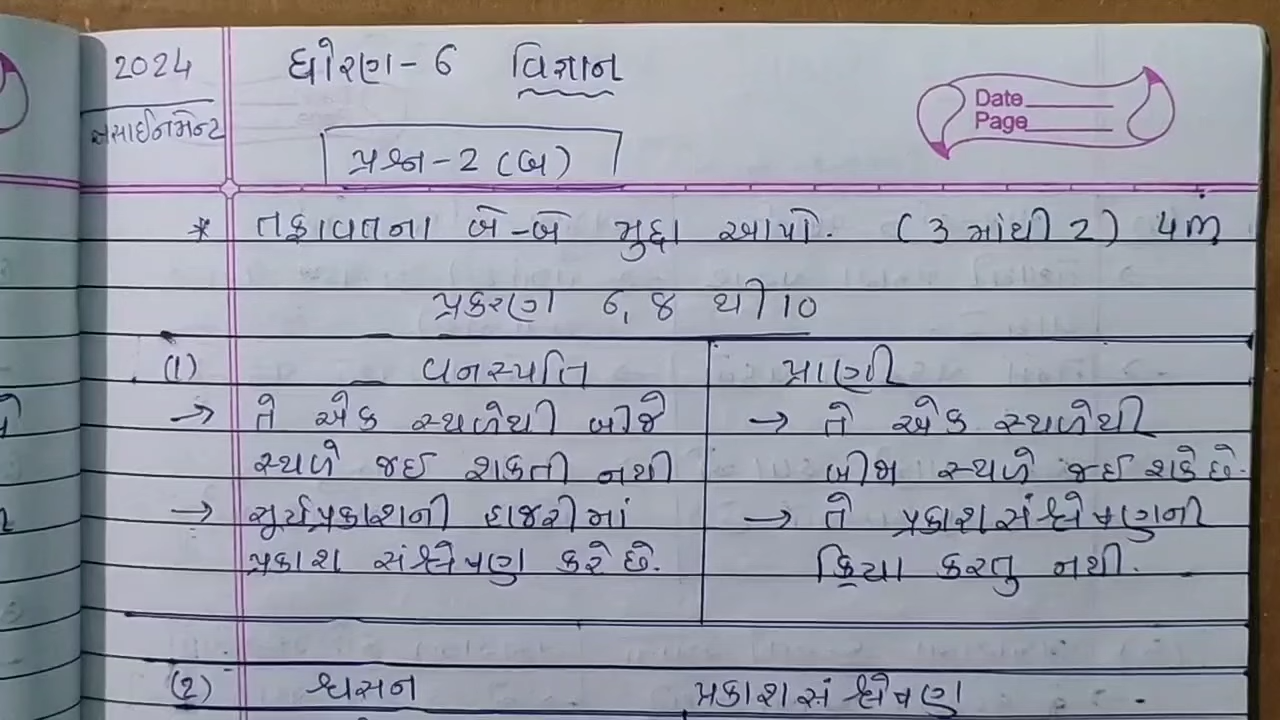 2024 ધોરણ - 6 વિજ્ઞાન
અસાઈનમેન્ટ
Date
Page
પ્રશ્ન - 2 (બ)
* તફાવતના બે-બે મુદ્દા આપો. (3 માંથી 2) 4m
પ્રકરણ 6, 8 થી 10
(1) વનસ્પતિ | પ્રાણી
→ તે એક સ્થળેથી બીજે | → તે એક સ્થળેથી
સ્થળે જઈ શકતી નથી | બીજા સ્થળે જઈ શકે છે.
→ સૂર્યપ્રકાશની હાજરીમાં | → તે પ્રકાશસંશ્લેષણની
પ્રકાશ સંશ્લેષણ કરે છે. | ક્રિયા કરતુ નથી.
(2) શ્વસન | પ્રકાશસંશ્લેષણ